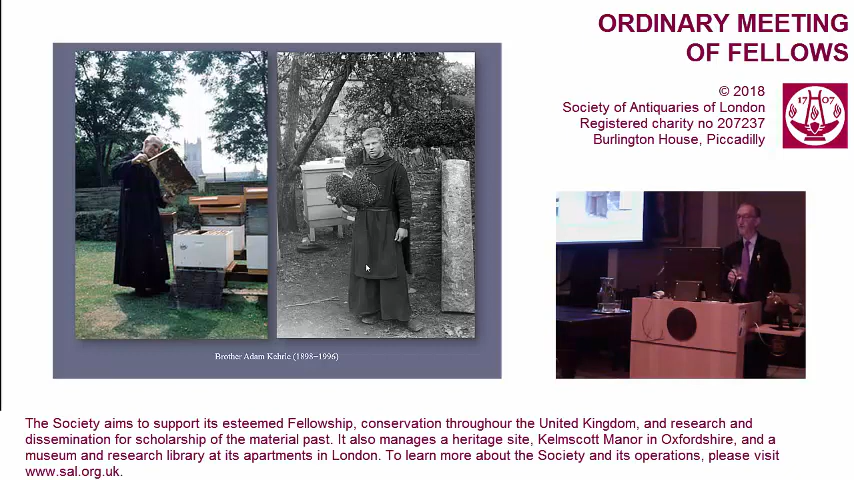 ORDINARY MEETING
OF FELLOWS
© 2018
Society of Antiquaries of London
Registered charity no 207237
Burlington House, Piccadilly
17 07
Brother Adam Kehrle (1898–1996)
The Society aims to support its esteemed Fellowship, conservation throughour the United Kingdom, and research and
dissemination for scholarship of the material past. It also manages a heritage site, Kelmscott Manor in Oxfordshire, and a
museum and research library at its apartments in London. To learn more about the Society and its operations, please visit
www.sal.org.uk.